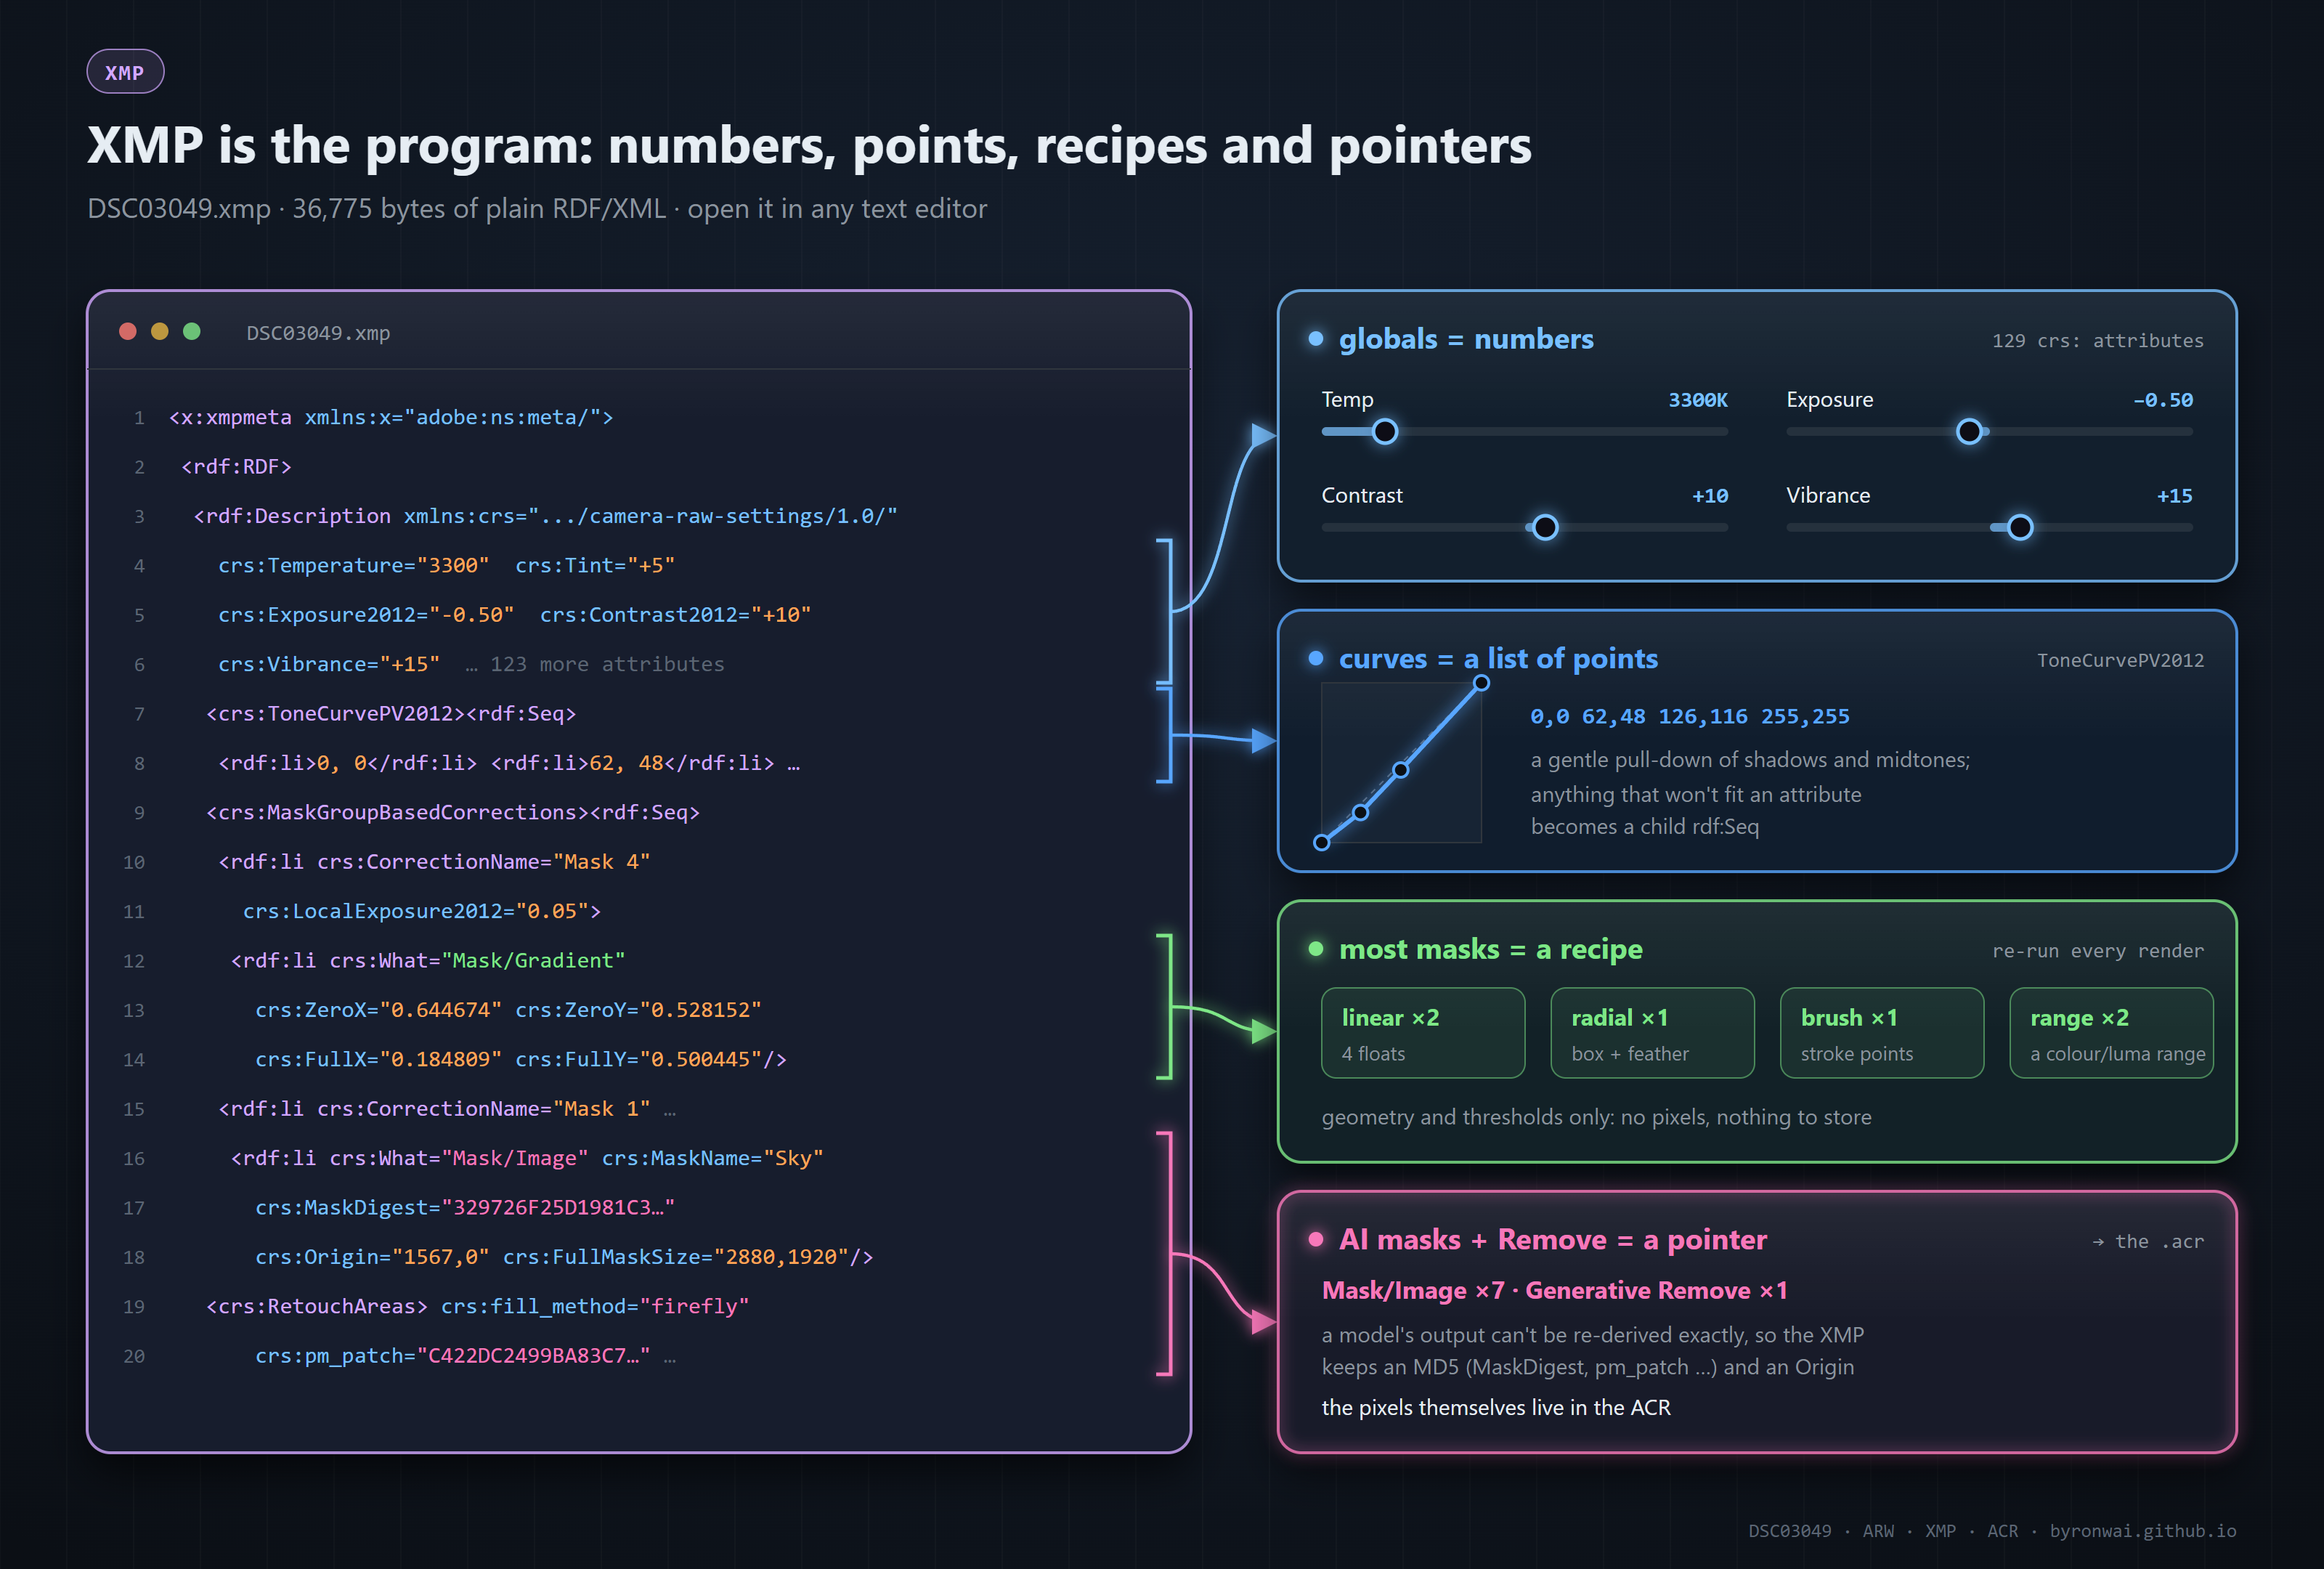 XMP
XMP is the program: numbers, points, recipes and pointers
DSC03049.xmp · 36,775 bytes of plain RDF/XML · open it in any text editor
DSC03049.xmp
1 <x:xmpmeta xmlns:x="adobe:ns:meta/">
2 <rdf:RDF>
3 <rdf:Description xmlns:crs=".../camera-raw-settings/1.0/"
4 crs:Temperature="3300" crs:Tint="+5"
5 crs:Exposure2012="-0.50" crs:Contrast2012="+10"
6 crs:Vibrance="+15" … 123 more attributes
7 <crs:ToneCurvePV2012><rdf:Seq>
8 <rdf:li>0, 0</rdf:li> <rdf:li>62, 48</rdf:li> …
9 <crs:MaskGroupBasedCorrections><rdf:Seq>
10 <rdf:li crs:CorrectionName="Mask 4"
11 crs:LocalExposure2012="0.05">
12 <rdf:li crs:What="Mask/Gradient"
13 crs:ZeroX="0.644674" crs:ZeroY="0.528152"
14 crs:FullX="0.184809" crs:FullY="0.500445"/>
15 <rdf:li crs:CorrectionName="Mask 1" …
16 <rdf:li crs:What="Mask/Image" crs:MaskName="Sky"
17 crs:MaskDigest="329726F25D1981C3…"
18 crs:Origin="1567,0" crs:FullMaskSize="2880,1920"/>
19 <crs:RetouchAreas> crs:fill_method="firefly"
20 crs:pm_patch="C422DC2499BA83C7…" …
globals = numbers
129 crs: attributes
Temp 3300K
Exposure −0.50
Contrast +10
Vibrance +15
curves = a list of points
ToneCurvePV2012
0,0 62,48 126,116 255,255
a gentle pull-down of shadows and midtones;
anything that won't fit an attribute
becomes a child rdf:Seq
most masks = a recipe
re-run every render
linear ×2
4 floats
radial ×1
box + feather
brush ×1
stroke points
range ×2
a colour/luma range
geometry and thresholds only: no pixels, nothing to store
AI masks + Remove = a pointer
→ the .acr
Mask/Image ×7 · Generative Remove ×1
a model's output can't be re-derived exactly, so the XMP
keeps an MD5 (MaskDigest, pm_patch …) and an Origin
the pixels themselves live in the ACR
DSC03049 · ARW · XMP · ACR · byronwai.github.io